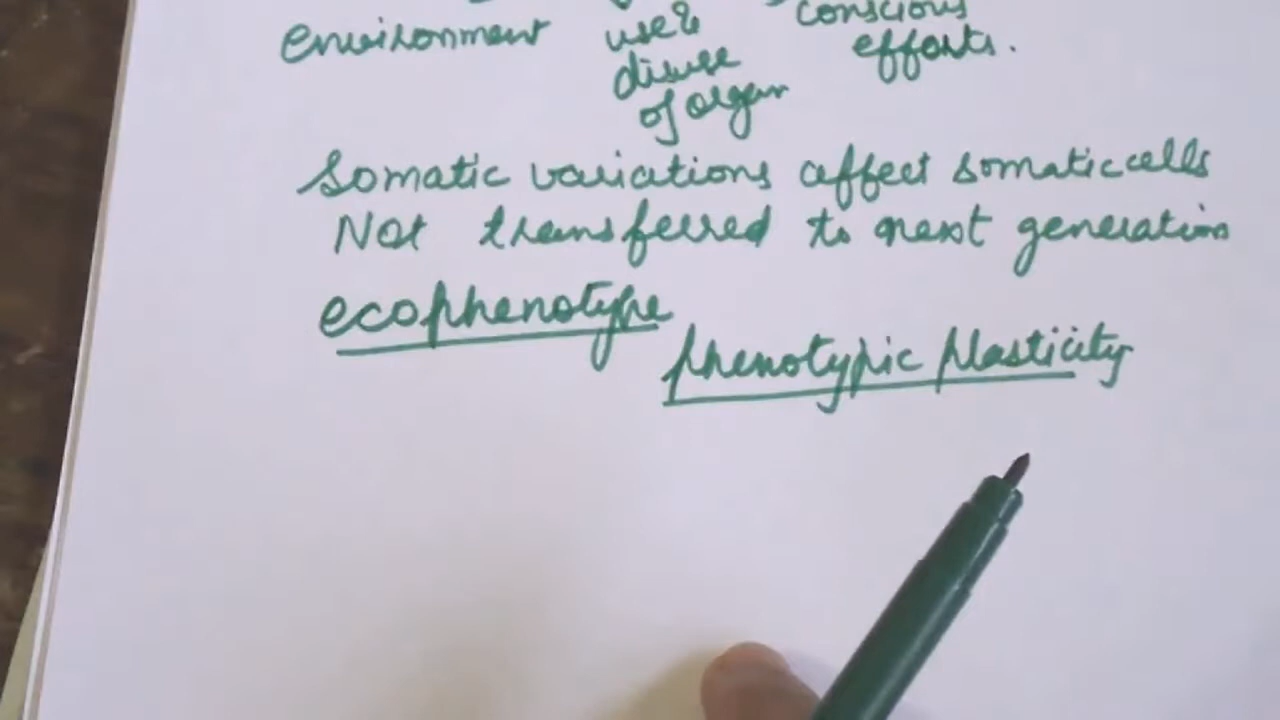 environment use & conscious
disuse efforts.
of organ
Somatic variations affect somatic cells
Not transferred to next generation
ecophenotype
phenotypic plasticity